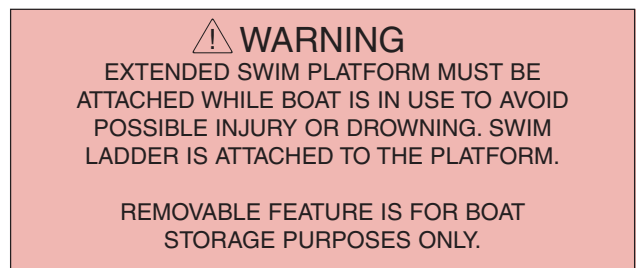 ⚠ WARNING
EXTENDED SWIM PLATFORM MUST BE
ATTACHED WHILE BOAT IS IN USE TO AVOID
POSSIBLE INJURY OR DROWNING. SWIM
LADDER IS ATTACHED TO THE PLATFORM.
REMOVABLE FEATURE IS FOR BOAT
STORAGE PURPOSES ONLY.